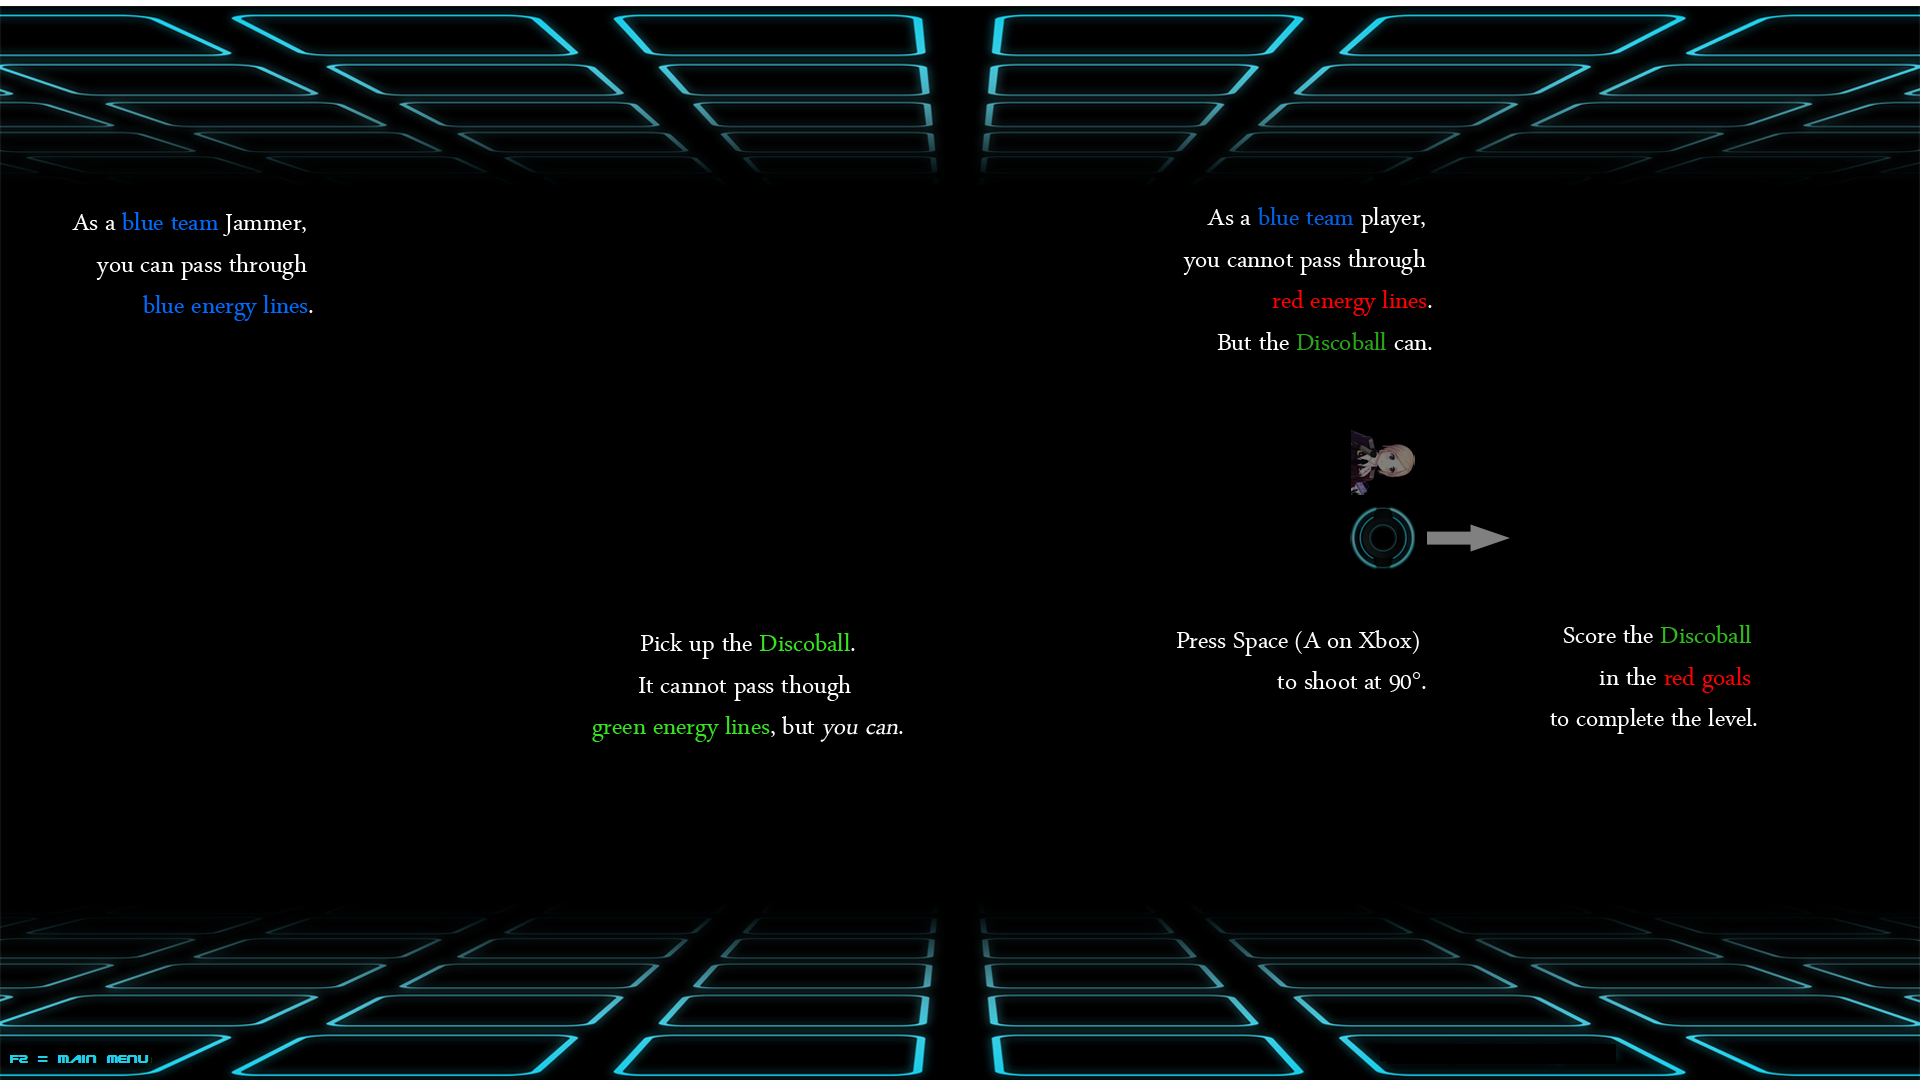 As a blue team Jammer,
you can pass through
blue energy lines.
As a blue team player,
you cannot pass through
red energy lines.
But the Discoball can.
Pick up the Discoball.
It cannot pass though
green energy lines, but you can.
Press Space (A on Xbox)
to shoot at 90°.
Score the Discoball
in the red goals
to complete the level.
F2 = MAIN MENU